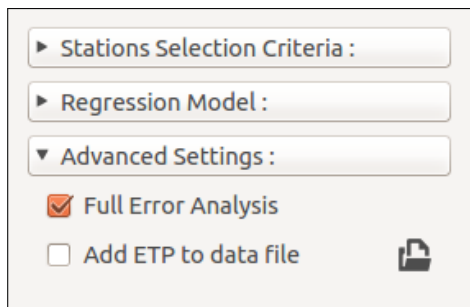 Stations Selection Criteria :
Regression Model :
Advanced Settings :
Full Error Analysis
Add ETP to data file